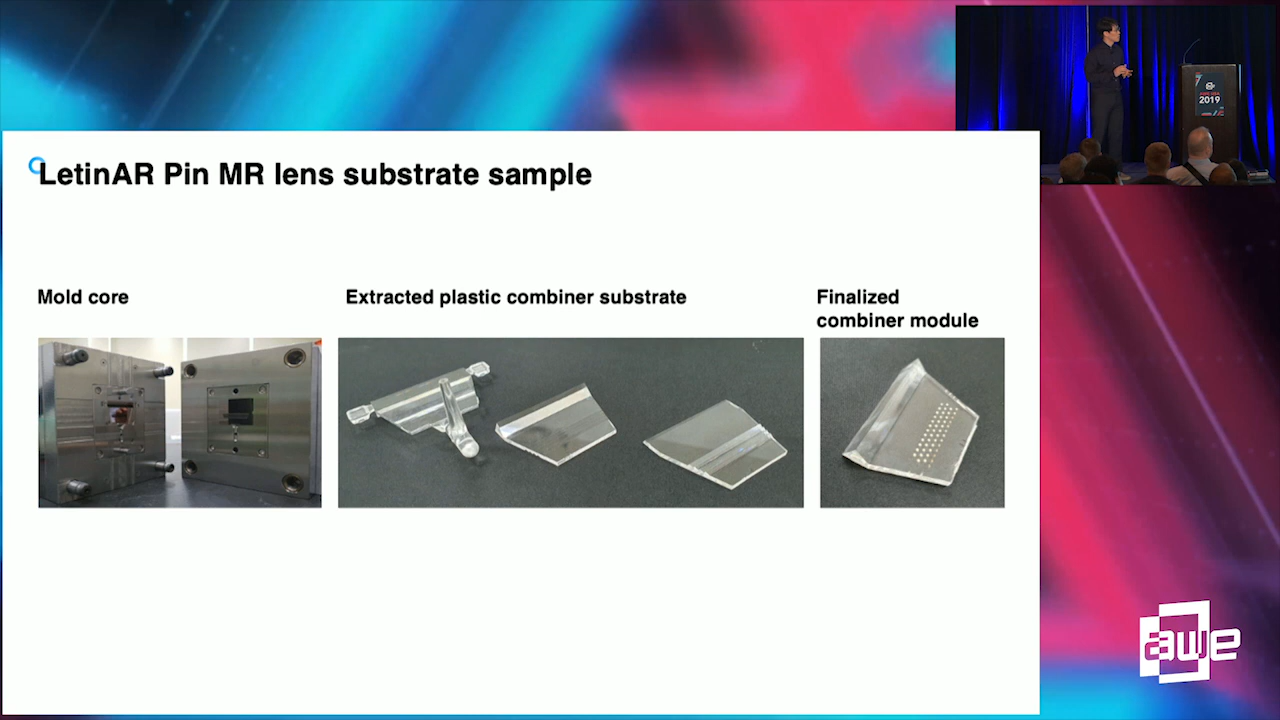 LetinAR Pin MR lens substrate sample
Mold core
Extracted plastic combiner substrate
Finalized
combiner module
2019
awe